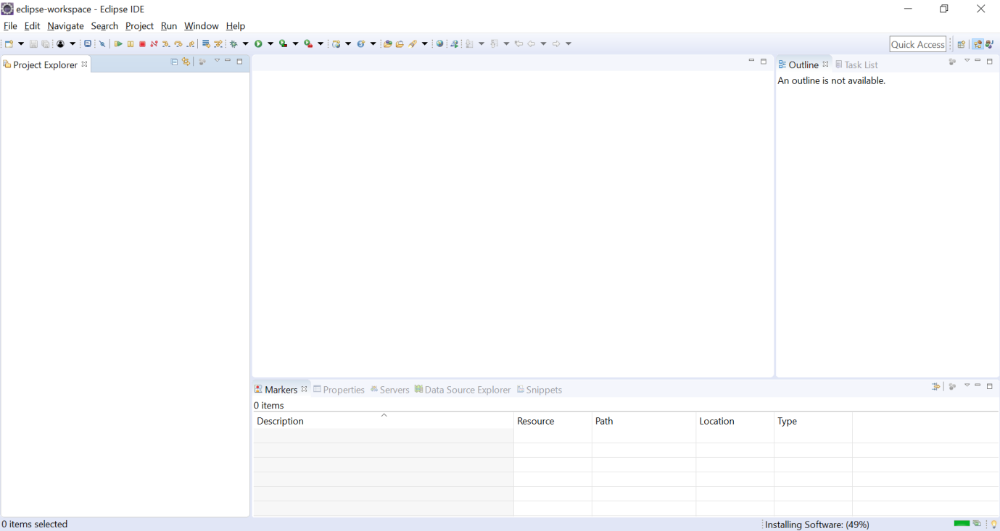 eclipse-workspace - Eclipse IDE
File Edit Navigate Search Project Run Window Help
Quick Access
Project Explorer
Outline Task List
An outline is not available.
Markers Properties Servers Data Source Explorer Snippets
0 items
Description Resource Path Location Type
0 items selected
Installing Software: (49%)